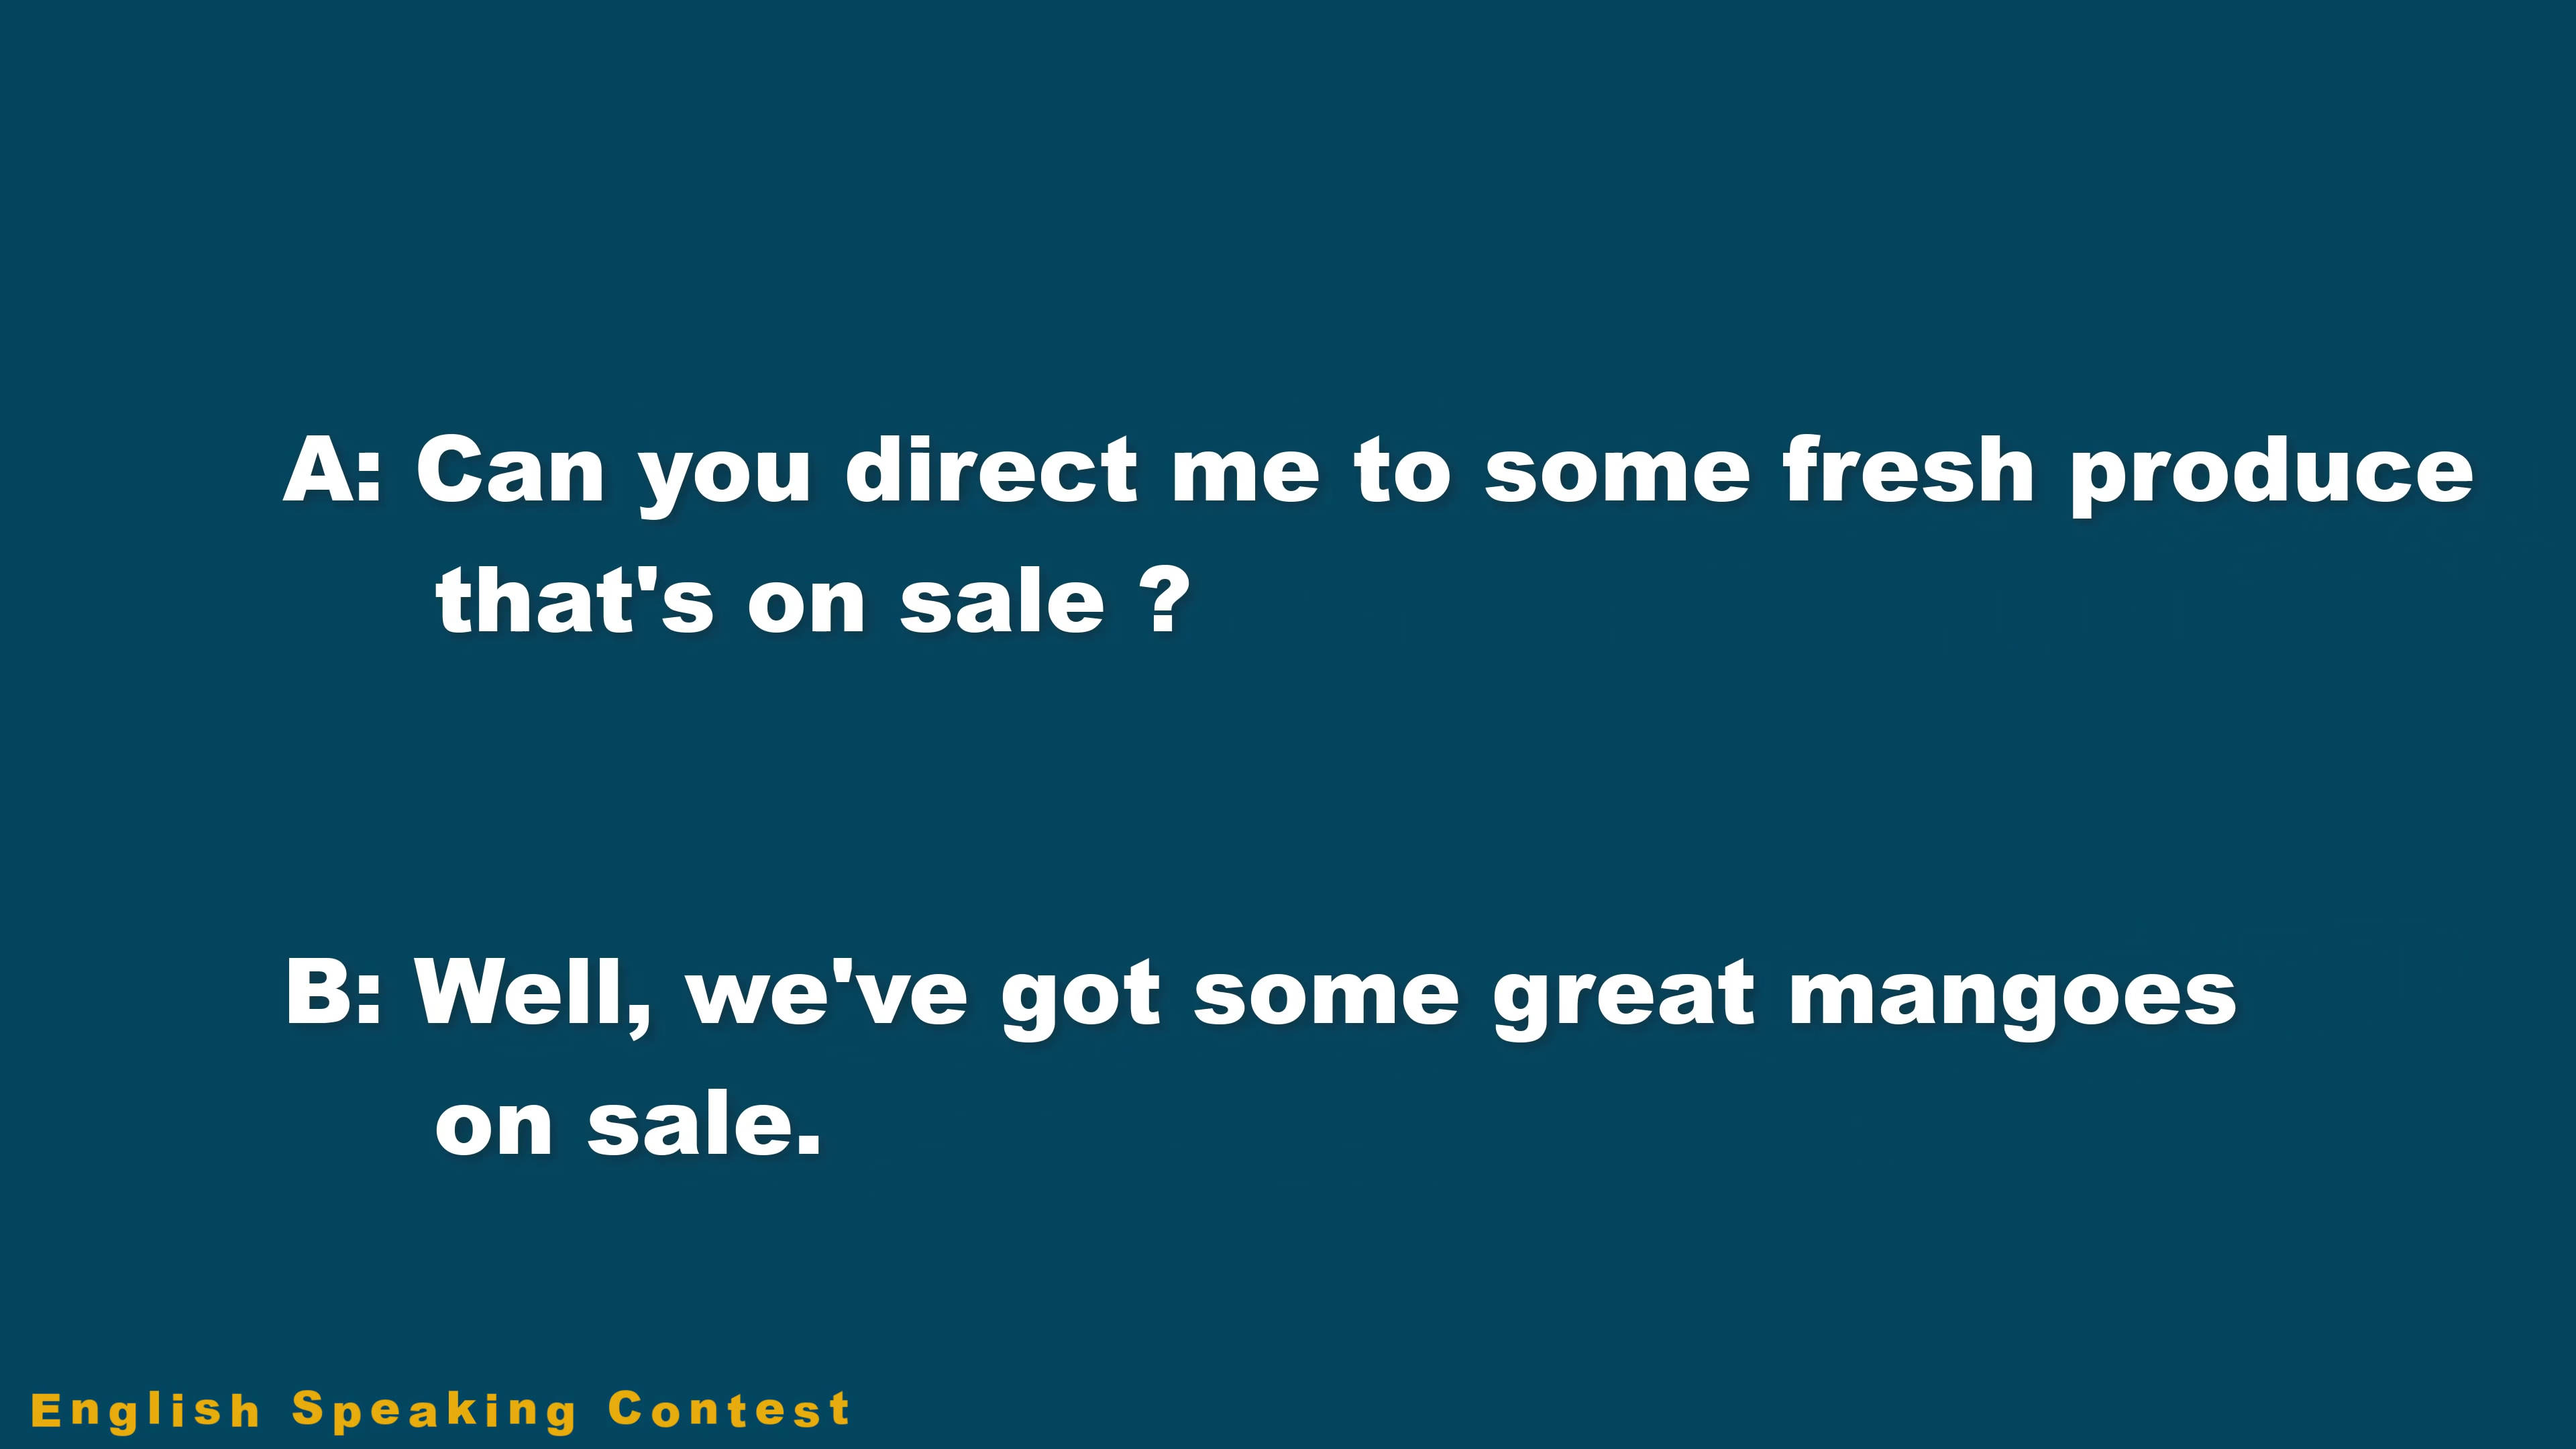 A: Can you direct me to some fresh produce
that's on sale ?
B: Well, we've got some great mangoes
on sale.
English Speaking Contest